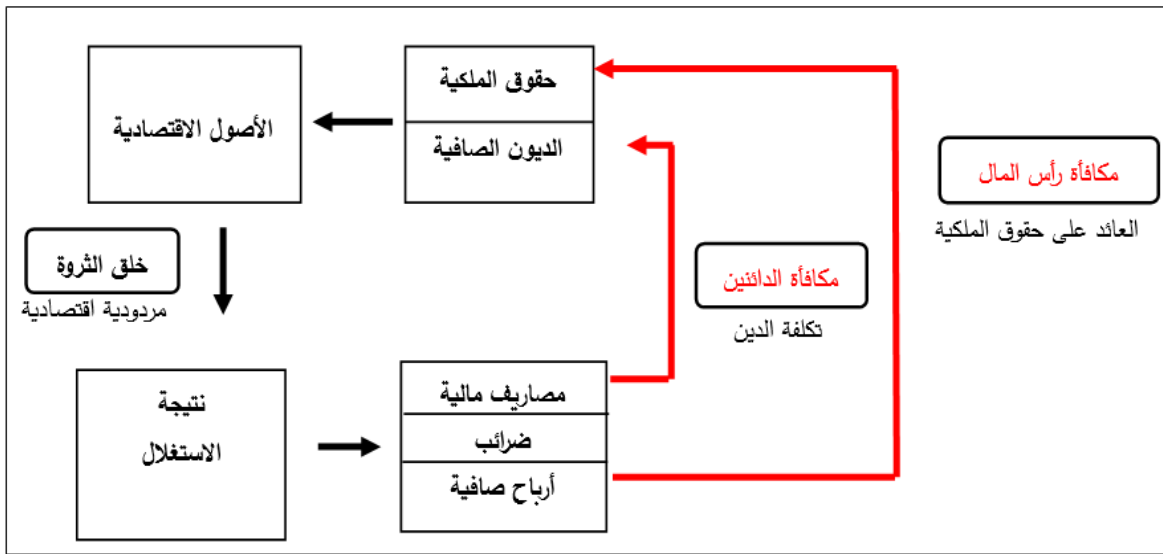 حقوق الملكية
الأصول الاقتصادية
الديون الصافية
مكافأة رأس المال
العائد على حقوق الملكية
خلق الثروة
مردودية اقتصادية
مكافأة الدائنين
تكلفة الدين
نتيجة
الاستغلال
مصاريف مالية
ضرائب
أرباح صافية